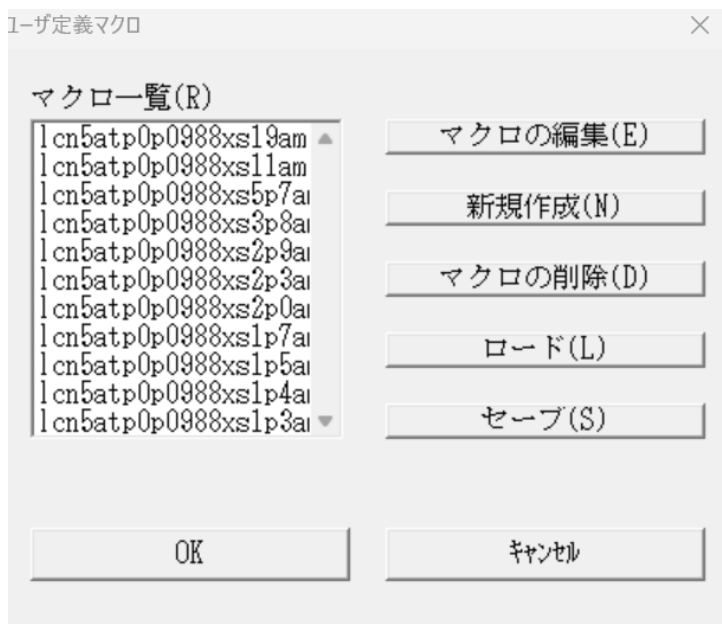 ユーザ定義マクロ
マクロ一覧(R)
lcn5atp0p0988xs19am
lcn5atp0p0988xs11am
lcn5atp0p0988xs5p7a
lcn5atp0p0988xs3p8a
lcn5atp0p0988xs2p9a
lcn5atp0p0988xs2p3a
lcn5atp0p0988xs2p0a
lcn5atp0p0988xs1p7a
lcn5atp0p0988xs1p5a
lcn5atp0p0988xs1p4a
lcn5atp0p0988xs1p3a
マクロの編集(E)
新規作成(N)
マクロの削除(D)
ロード(L)
セーブ(S)
OK
ｷｬﾝｾﾙ